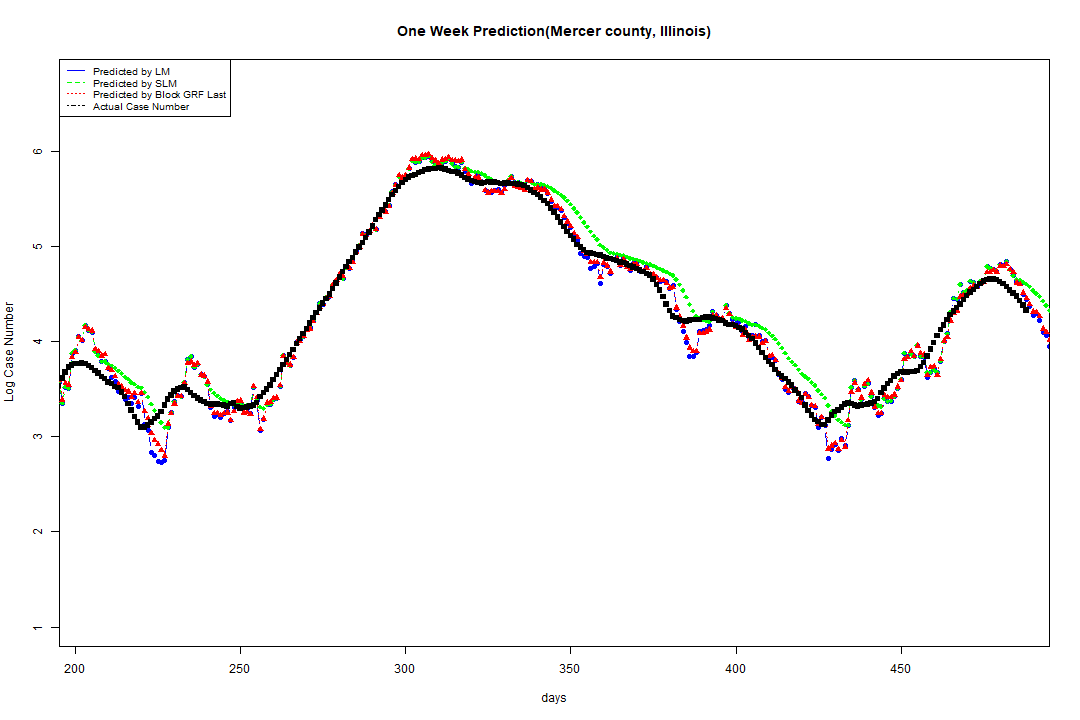 One Week Prediction(Mercer county, Illinois)
Predicted by LM
Predicted by SLM
Predicted by Block GRF Last
Actual Case Number
Log Case Number
6
5
4
3
2
1
200 250 300 350 400 450
days